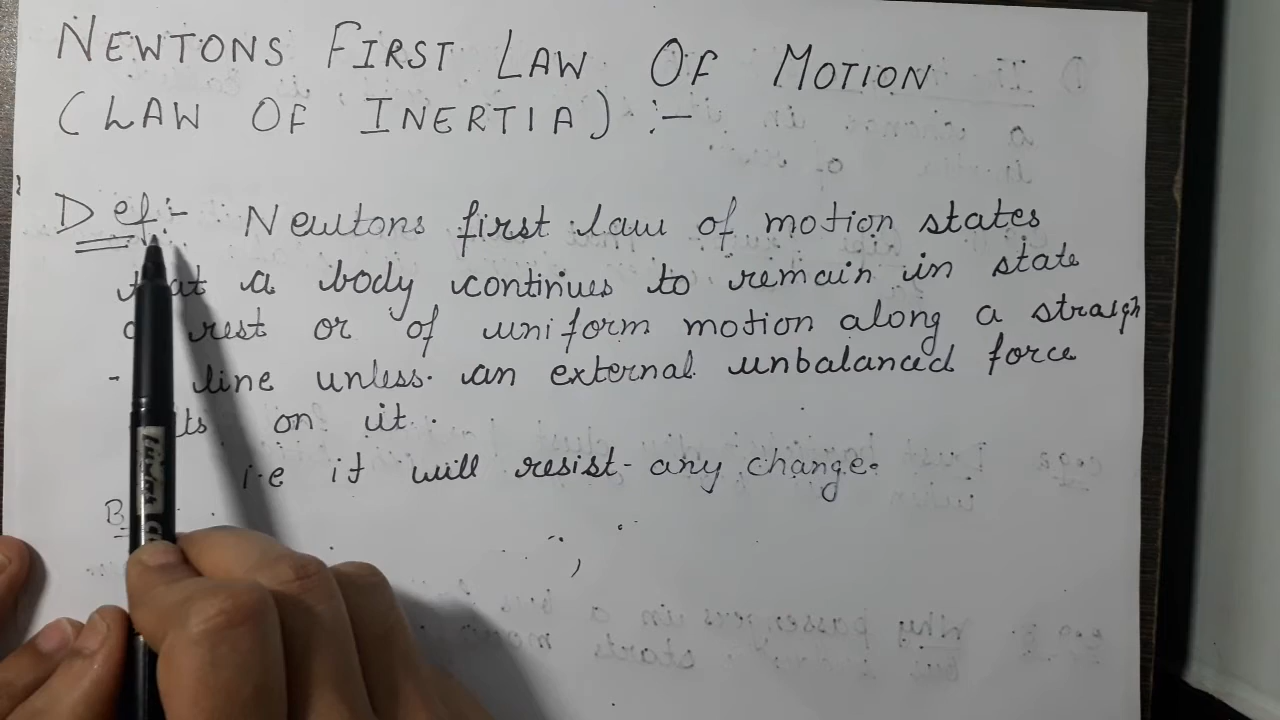 NEWTONS FIRST LAW OF MOTION
(LAW OF INERTIA) :-
Def :- Newtons first law of motion states
that a body continues to remain in state
rest or of uniform motion along a straigh
- line unless an external unbalanced force
on it.
i.e it will resist any change.
B